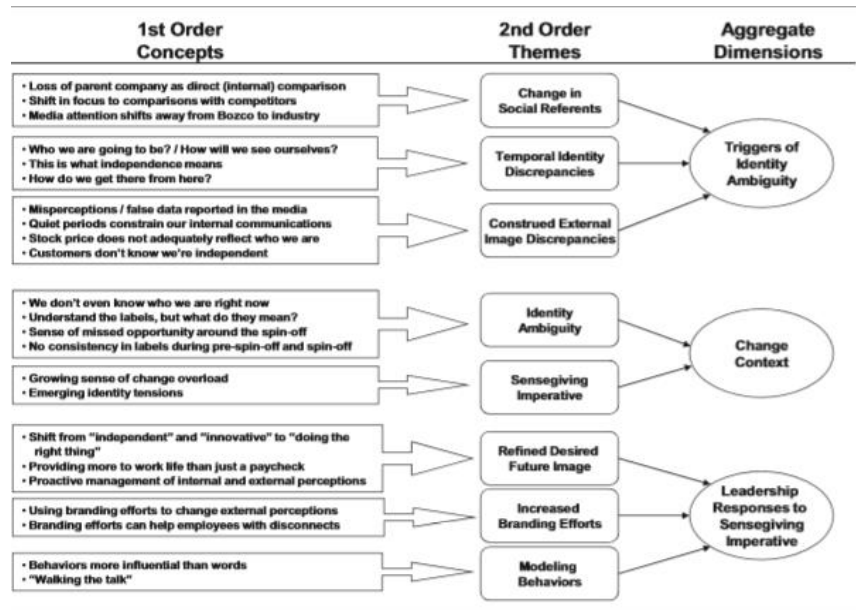 1st Order
Concepts
2nd Order
Themes
Aggregate
Dimensions
• Loss of parent company as direct (internal) comparison
• Shift in focus to comparisons with competitors
• Media attention shifts away from Bozco to industry
Change in
Social Referents
• Who we are going to be? / How will we see ourselves?
• This is what independence means
• How do we get there from here?
Temporal Identity
Discrepancies
Triggers of
Identity
Ambiguity
• Misperceptions / false data reported in the media
• Quiet periods constrain our internal communications
• Stock price does not adequately reflect who we are
• Customers don't know we're independent
Construed External
Image Discrepancies
• We don't even know who we are right now
• Understand the labels, but what do they mean?
• Sense of missed opportunity around the spin-off
• No consistency in labels during pre-spin-off and spin-off
Identity
Ambiguity
• Growing sense of change overload
• Emerging identity tensions
Sensegiving
Imperative
Change
Context
• Shift from "independent" and "innovative" to "doing the
right thing"
• Providing more to work life than just a paycheck
• Proactive management of internal and external perceptions
Refined Desired
Future Image
• Using branding efforts to change external perceptions
• Branding efforts can help employees with disconnects
Increased
Branding Efforts
Leadership
Responses to
Sensegiving
Imperative
• Behaviors more influential than words
• "Walking the talk"
Modeling
Behaviors